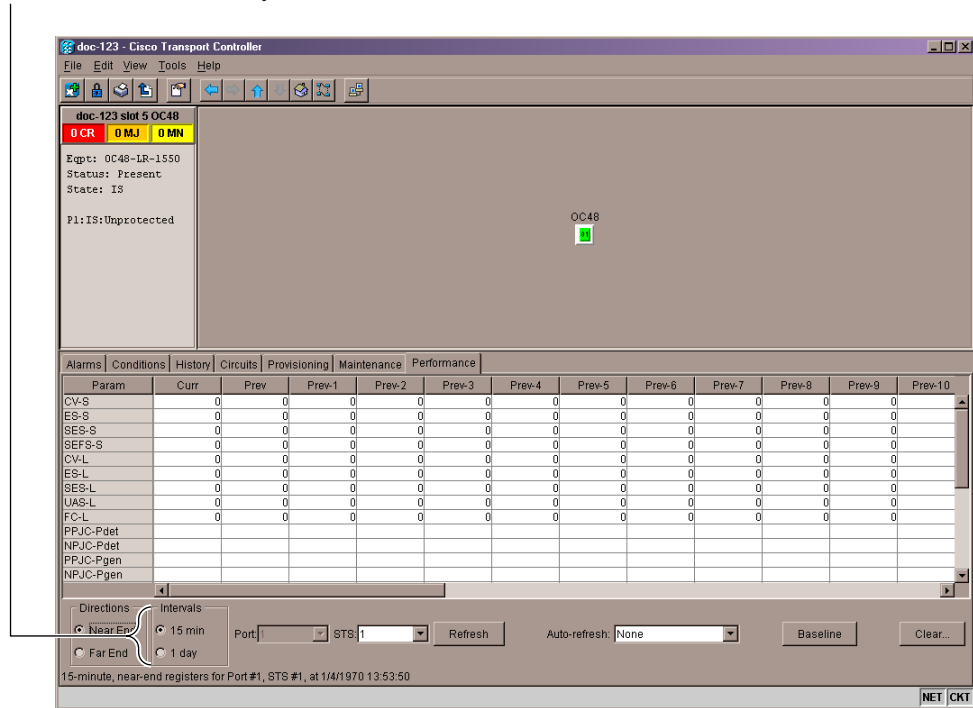 doc-123 - Cisco Transport Controller
File Edit View Tools Help
doc-123 slot 5 OC48
0 CR 0 MJ 0 MN
Eqpt: OC48-LR-1550
Status: Present
State: IS
P1:IS:Unprotected
OC48
01
Alarms Conditions History Circuits Provisioning Maintenance Performance
Param Curr Prev Prev-1 Prev-2 Prev-3 Prev-4 Prev-5 Prev-6 Prev-7 Prev-8 Prev-9 Prev-10
CV-S 0 0 0 0 0 0 0 0 0 0 0
ES-S 0 0 0 0 0 0 0 0 0 0 0
SES-S 0 0 0 0 0 0 0 0 0 0 0
SEFS-S 0 0 0 0 0 0 0 0 0 0 0
CV-L 0 0 0 0 0 0 0 0 0 0 0
ES-L 0 0 0 0 0 0 0 0 0 0 0
SES-L 0 0 0 0 0 0 0 0 0 0 0
UAS-L 0 0 0 0 0 0 0 0 0 0 0
FC-L 0 0 0 0 0 0 0 0 0 0 0
PPJC-Pdet
NPJC-Pdet
PPJC-Pgen
NPJC-Pgen
Directions Intervals
Near End 15 min Port: 1 STS: 1 Refresh Auto-refresh: None Baseline Clear...
Far End 1 day
15-minute, near-end registers for Port #1, STS #1, at 1/4/1970 13:53:50
NET CKT